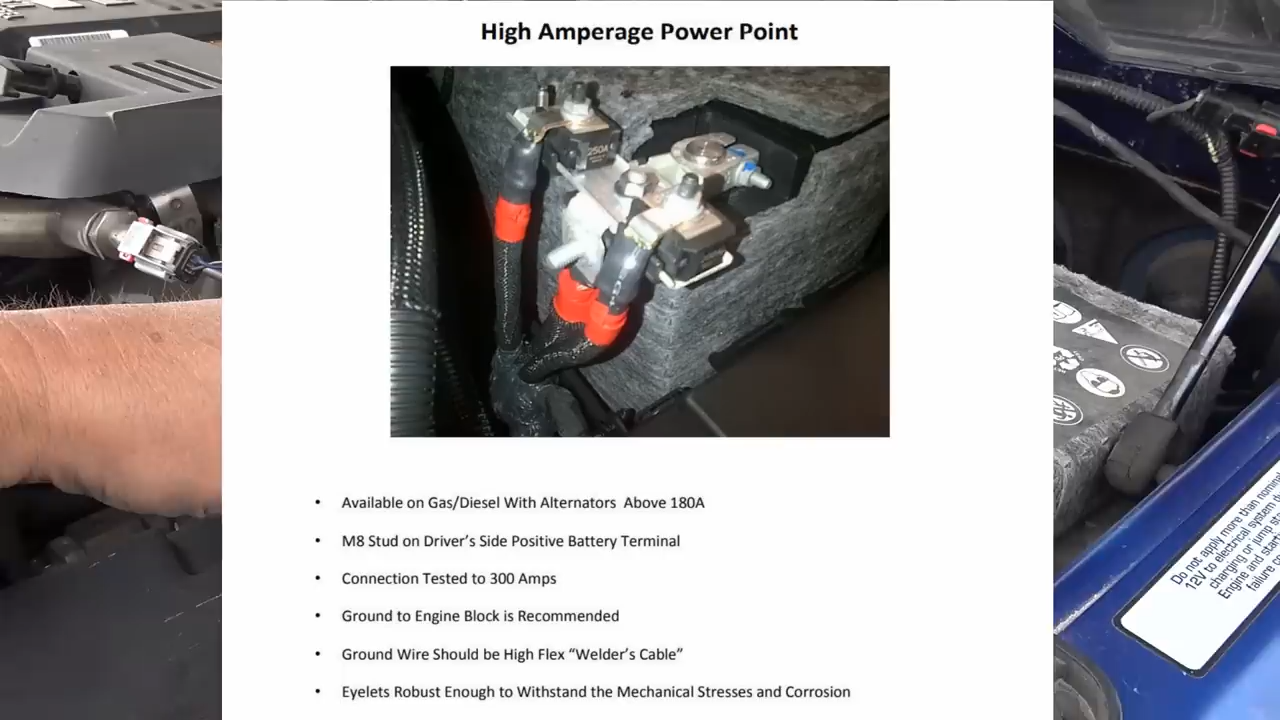 High Amperage Power Point
250A
• Available on Gas/Diesel With Alternators Above 180A
• M8 Stud on Driver's Side Positive Battery Terminal
• Connection Tested to 300 Amps
• Ground to Engine Block is Recommended
• Ground Wire Should be High Flex “Welder's Cable”
• Eyelets Robust Enough to Withstand the Mechanical Stresses and Corrosion
Do not apply more than nominal
12V to electrical system d
charging or jump sta
Engine and start
failure co